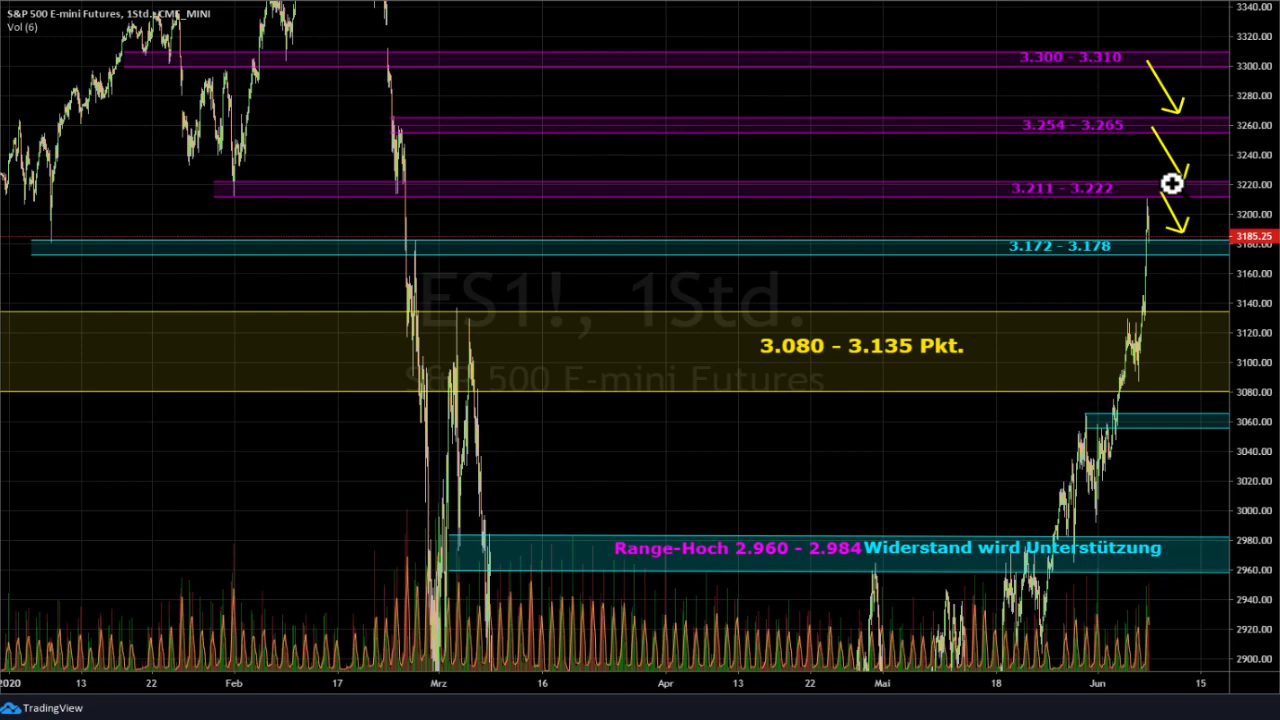 S&P 500 E-mini Futures, 1Std., CME_MINI
Vol (6)
3.300 - 3.310
3.254 - 3.265
3.211 - 3.222
3.172 - 3.178
ES1!, 1Std.
S&P 500 E-mini Futures
3.080 - 3.135 Pkt.
Range-Hoch 2.960 - 2.984 Widerstand wird Unterstützung
3340.00
3320.00
3300.00
3280.00
3260.00
3240.00
3220.00
3200.00
3185.25
3180.00
3160.00
3140.00
3120.00
3100.00
3080.00
3060.00
3040.00
3020.00
3000.00
2980.00
2960.00
2940.00
2920.00
2900.00
2020 13 22 Feb 17 Mrz 16 Apr 13 22 Mai 18 Jun 15
TradingView